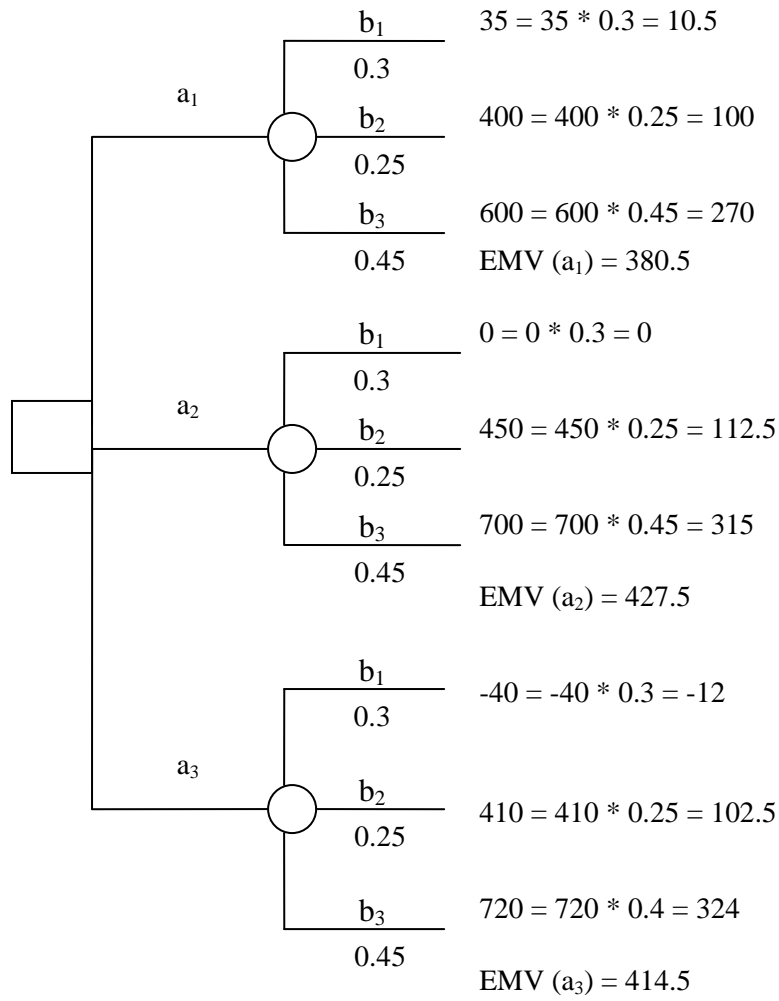 b₁ 35 = 35 * 0.3 = 10.5
0.3
a₁
b₂ 400 = 400 * 0.25 = 100
0.25
b₃ 600 = 600 * 0.45 = 270
0.45 EMV (a₁) = 380.5
b₁ 0 = 0 * 0.3 = 0
0.3
a₂
b₂ 450 = 450 * 0.25 = 112.5
0.25
b₃ 700 = 700 * 0.45 = 315
0.45
EMV (a₂) = 427.5
b₁ -40 = -40 * 0.3 = -12
0.3
a₃
b₂ 410 = 410 * 0.25 = 102.5
0.25
b₃ 720 = 720 * 0.4 = 324
0.45
EMV (a₃) = 414.5